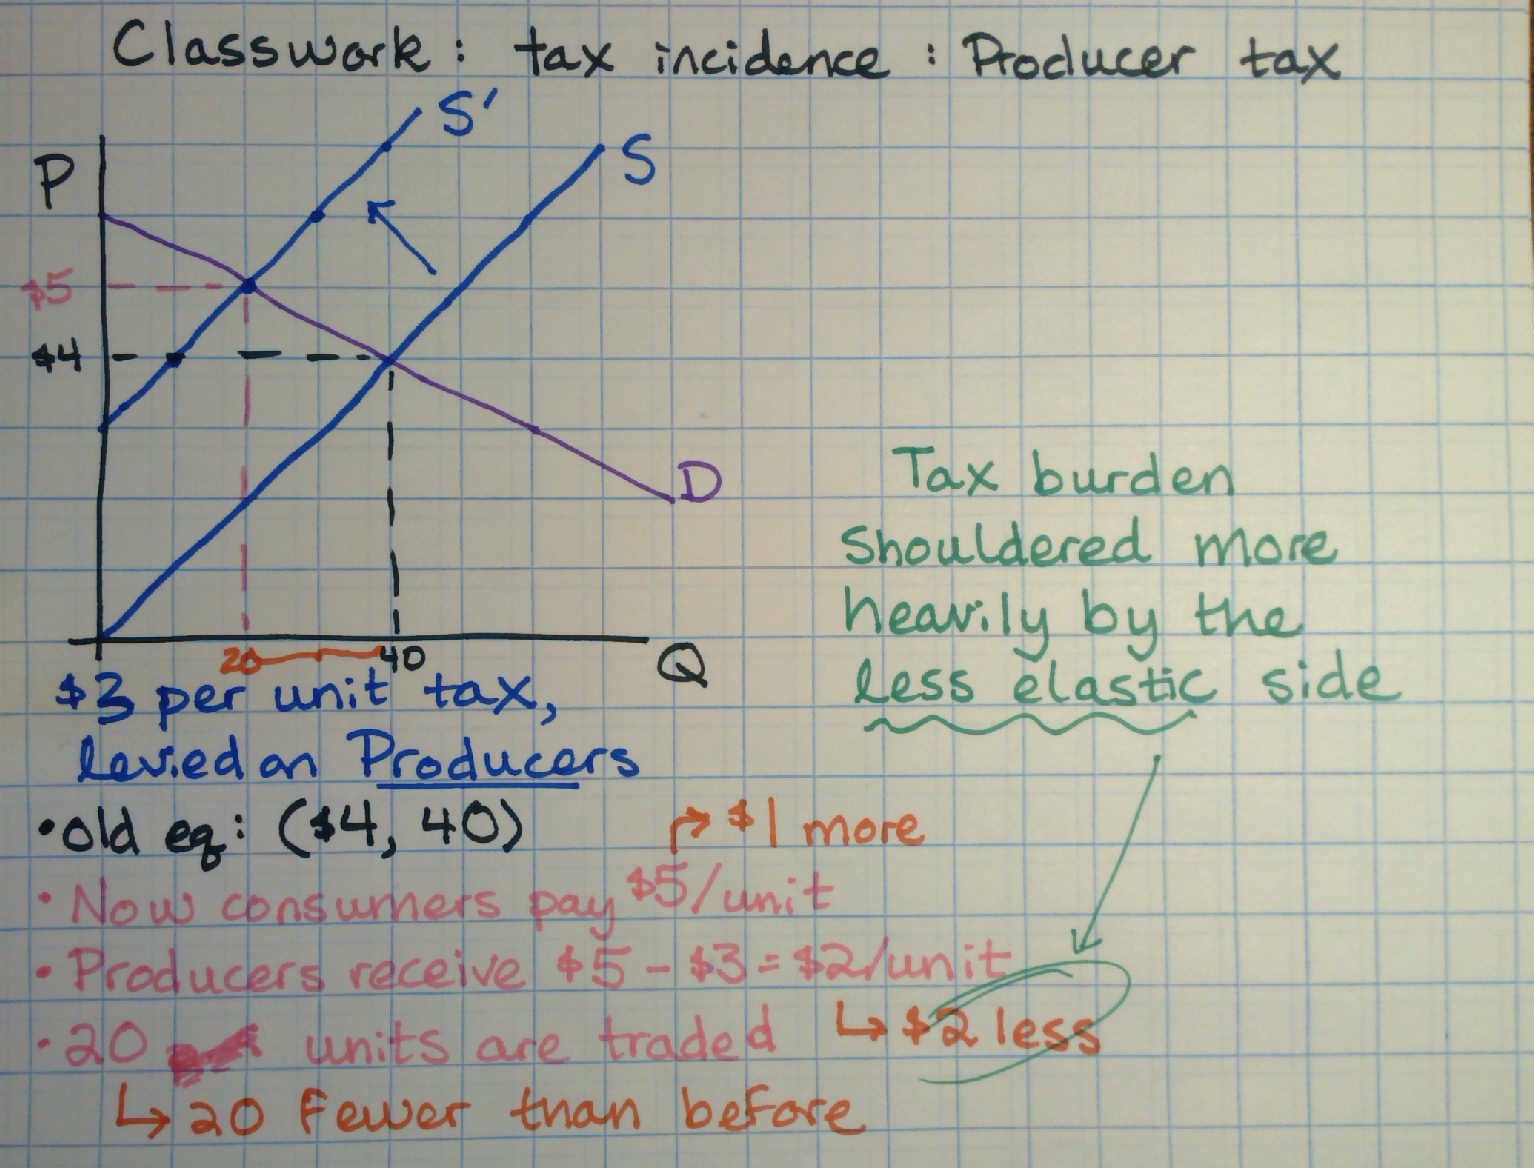 Classwork: tax incidence: Producer tax
S'
S
P
$5
$4
D
20 40
Q
$3 per unit tax,
Levied on Producers
• old eq: ($4, 40)
↱ $1 more
• Now consumers pay $5/unit
• Producers receive $5 - $3 = $2/unit
↳ $2 less
• 20 units are traded
↳ 20 fewer than before
Tax burden
shouldered more
heavily by the
less elastic side